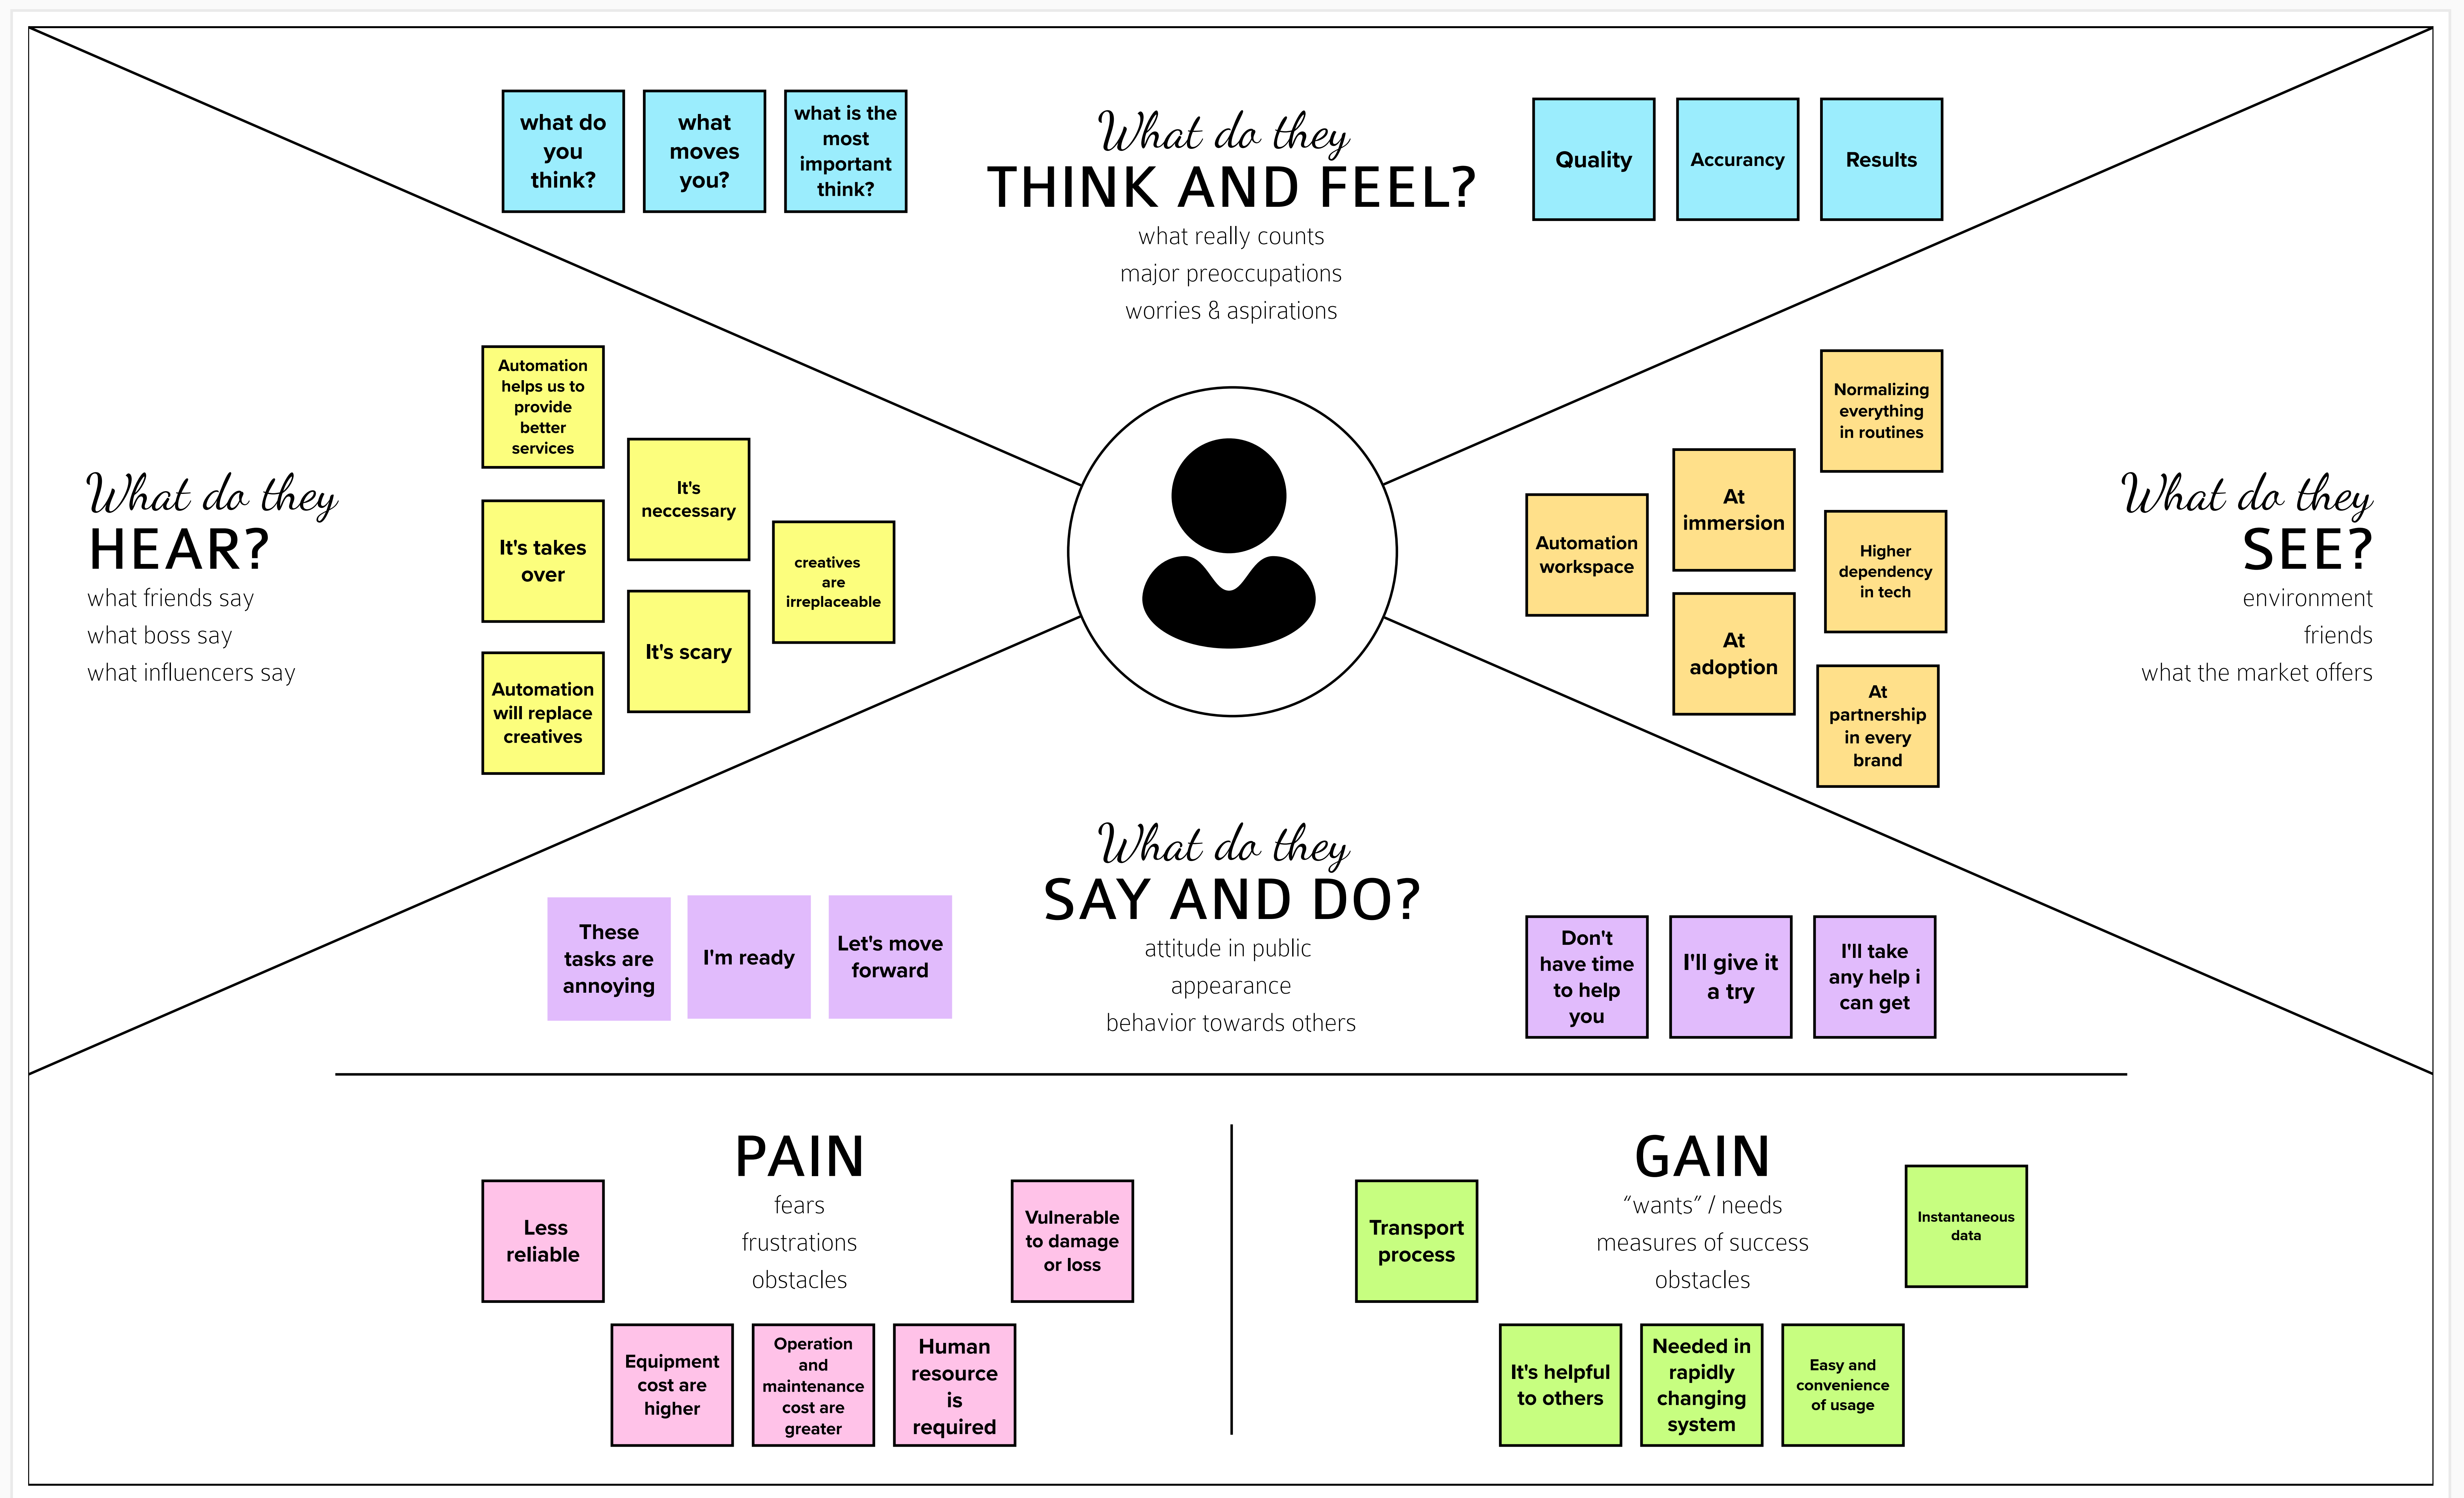 what do
you
think?
what
moves
you?
what is the
most
important
think?
What do they
THINK AND FEEL?
what really counts
major preoccupations
worries & aspirations
Quality
Accurancy
Results
What do they
HEAR?
what friends say
what boss say
what influencers say
Automation
helps us to
provide
better
services
It's
neccessary
It's takes
over
creatives
are
irreplaceable
It's scary
Automation
will replace
creatives
Normalizing
everything
in routines
At
immersion
Automation
workspace
Higher
dependency
in tech
At
adoption
At
partnership
in every
brand
What do they
SEE?
environment
friends
what the market offers
What do they
SAY AND DO?
attitude in public
appearance
behavior towards others
These
tasks are
annoying
I'm ready
Let's move
forward
Don't
have time
to help
you
I'll give it
a try
I'll take
any help i
can get
PAIN
fears
frustrations
obstacles
Less
reliable
Vulnerable
to damage
or loss
Equipment
cost are
higher
Operation
and
maintenance
cost are
greater
Human
resource
is
required
GAIN
“wants” / needs
measures of success
obstacles
Transport
process
Instantaneous
data
It's helpful
to others
Needed in
rapidly
changing
system
Easy and
convenience
of usage